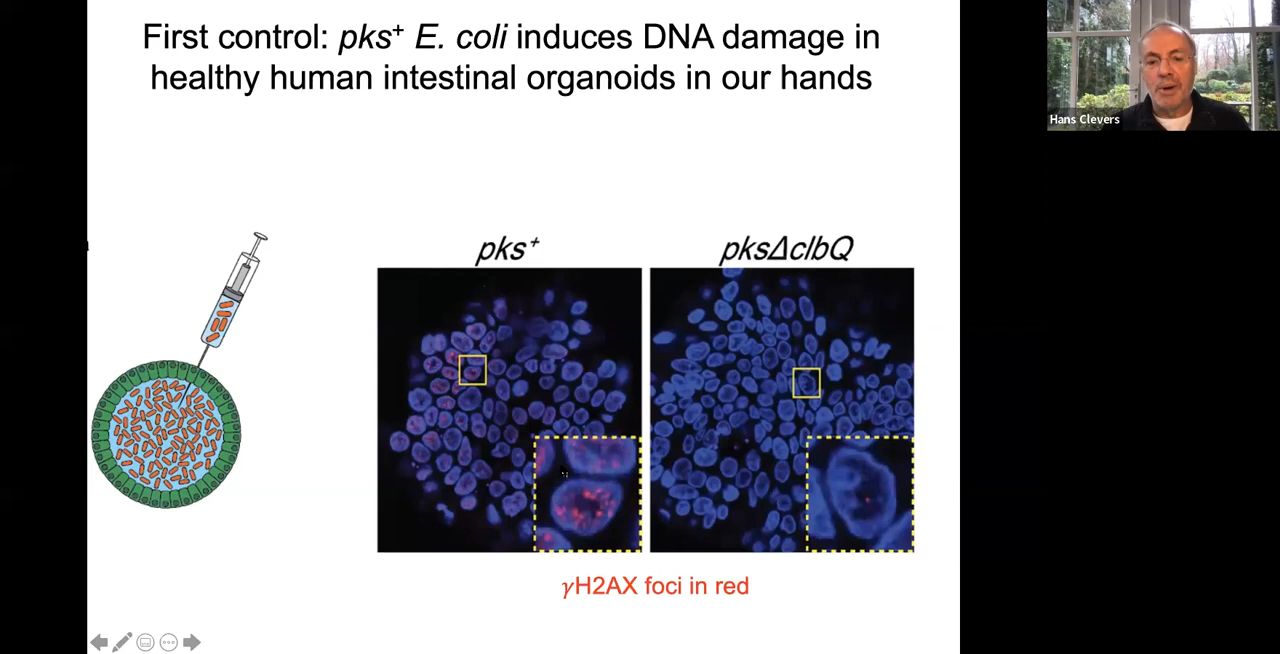 First control: pks⁺ E. coli induces DNA damage in
healthy human intestinal organoids in our hands
Hans Clevers
pks⁺
pksΔclbQ
γH2AX foci in red